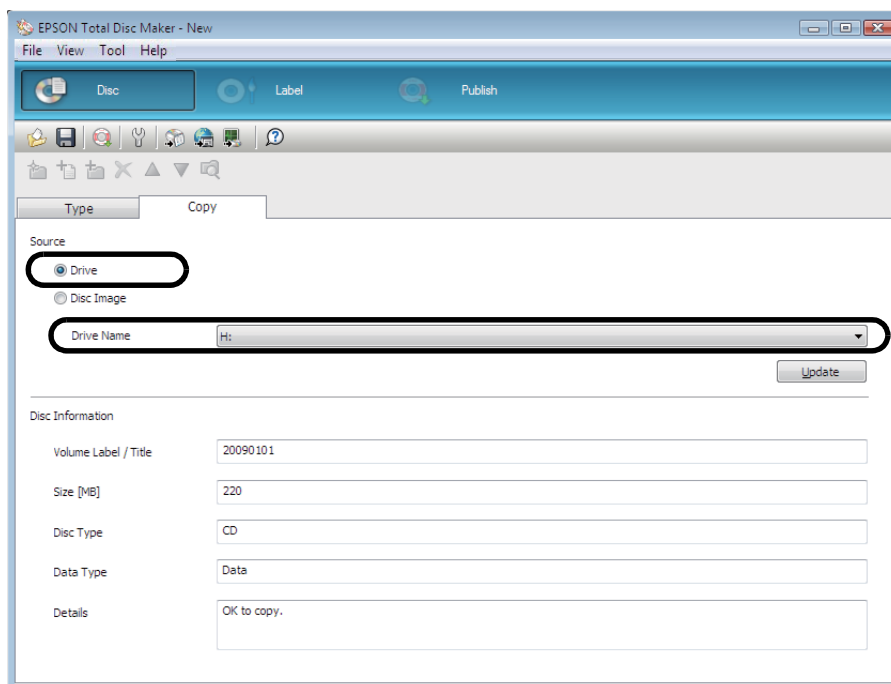 EPSON Total Disc Maker - New
File View Tool Help
Disc Label Publish
Type Copy
Source
Drive
Disc Image
Drive Name H:
Update
Disc Information
Volume Label / Title 20090101
Size [MB] 220
Disc Type CD
Data Type Data
Details OK to copy.